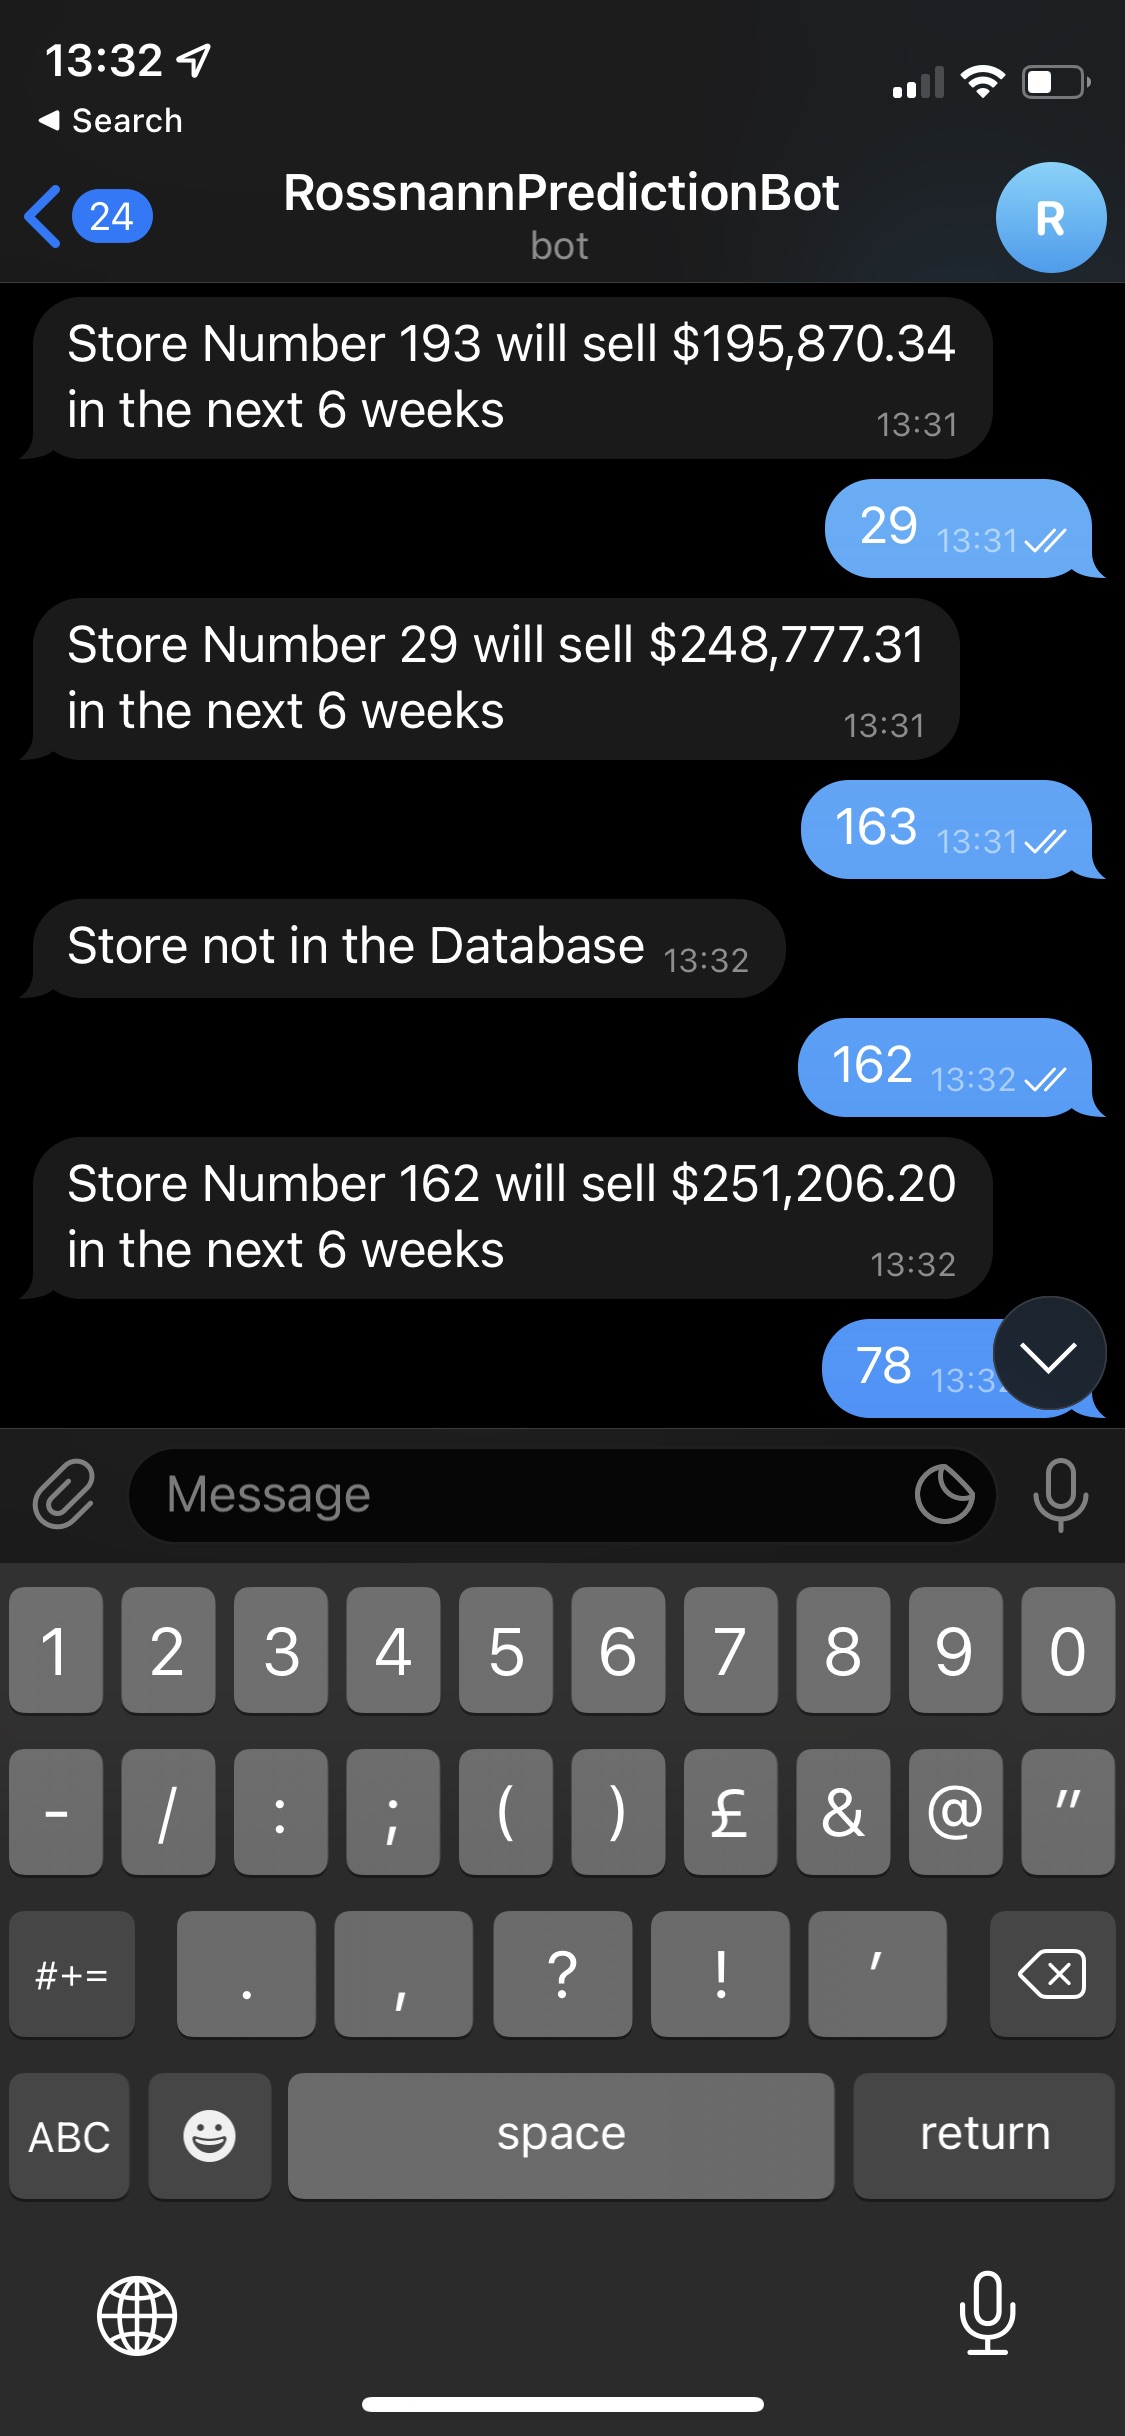 13:32
Search
24
RossnannPredictionBot
bot
R
Store Number 193 will sell $195,870.34
in the next 6 weeks
13:31
29 13:31
Store Number 29 will sell $248,777.31
in the next 6 weeks
13:31
163 13:31
Store not in the Database 13:32
162 13:32
Store Number 162 will sell $251,206.20
in the next 6 weeks
13:32
78
Message
1 2 3 4 5 6 7 8 9 0
- / : ; ( ) £ & @ "
#+= . , ? ! '
ABC space return